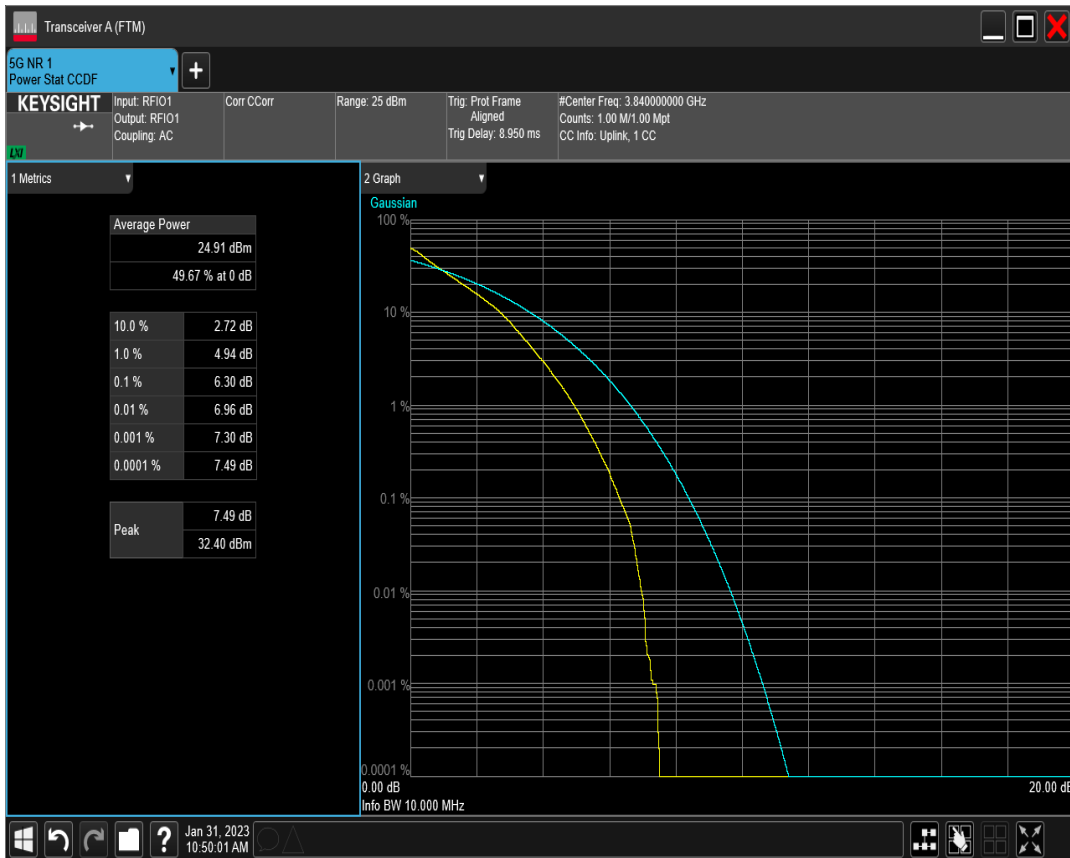 Transceiver A (FTM)
5G NR 1
Power Stat CCDF
KEYSIGHT
LXI
Input: RFIO1
Output: RFIO1
Coupling: AC
Corr CCorr
Range: 25 dBm
Trig: Prot Frame
Aligned
Trig Delay: 8.950 ms
#Center Freq: 3.840000000 GHz
Counts: 1.00 M/1.00 Mpt
CC Info: Uplink, 1 CC
1 Metrics
Average Power
24.91 dBm
49.67 % at 0 dB
10.0 % 2.72 dB
1.0 % 4.94 dB
0.1 % 6.30 dB
0.01 % 6.96 dB
0.001 % 7.30 dB
0.0001 % 7.49 dB
Peak
7.49 dB
32.40 dBm
2 Graph
Gaussian
100 %
10 %
1 %
0.1 %
0.01 %
0.001 %
0.0001 %
0.00 dB 20.00 dB
Info BW 10.000 MHz
? Jan 31, 2023
10:50:01 AM